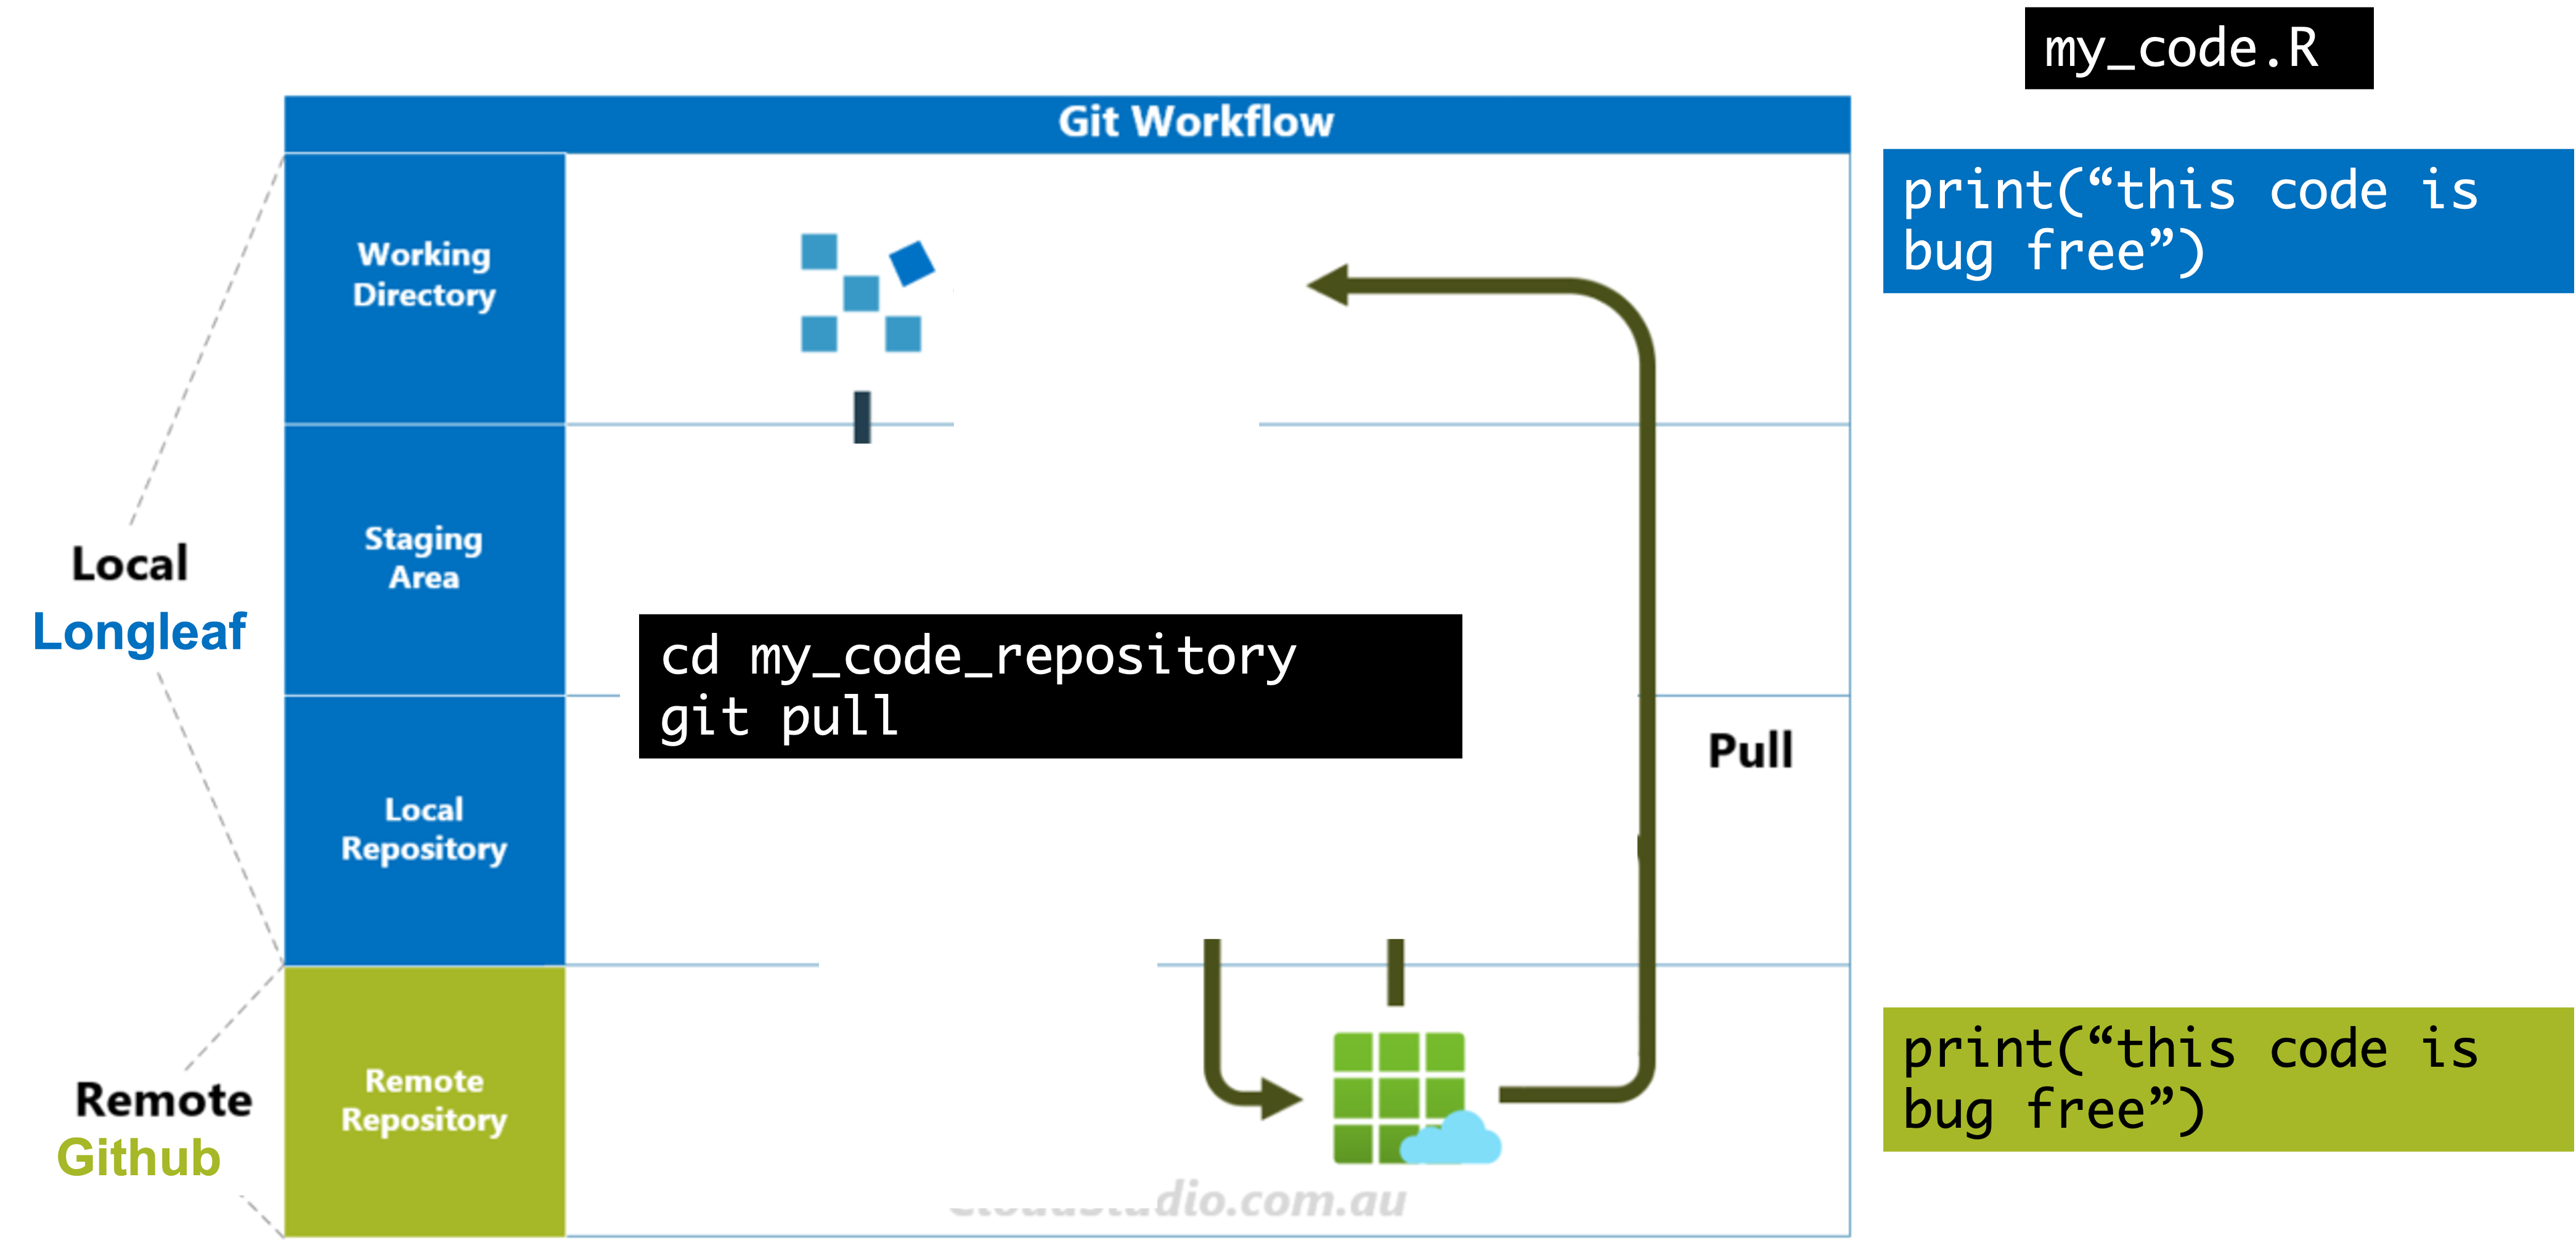 my_code.R
Git Workflow
print(“this code is
bug free”)
Working
Directory
Staging
Area
Local
Longleaf
cd my_code_repository
git pull
Pull
Local
Repository
print(“this code is
bug free”)
Remote
Repository
Remote
Github
dio.com.au